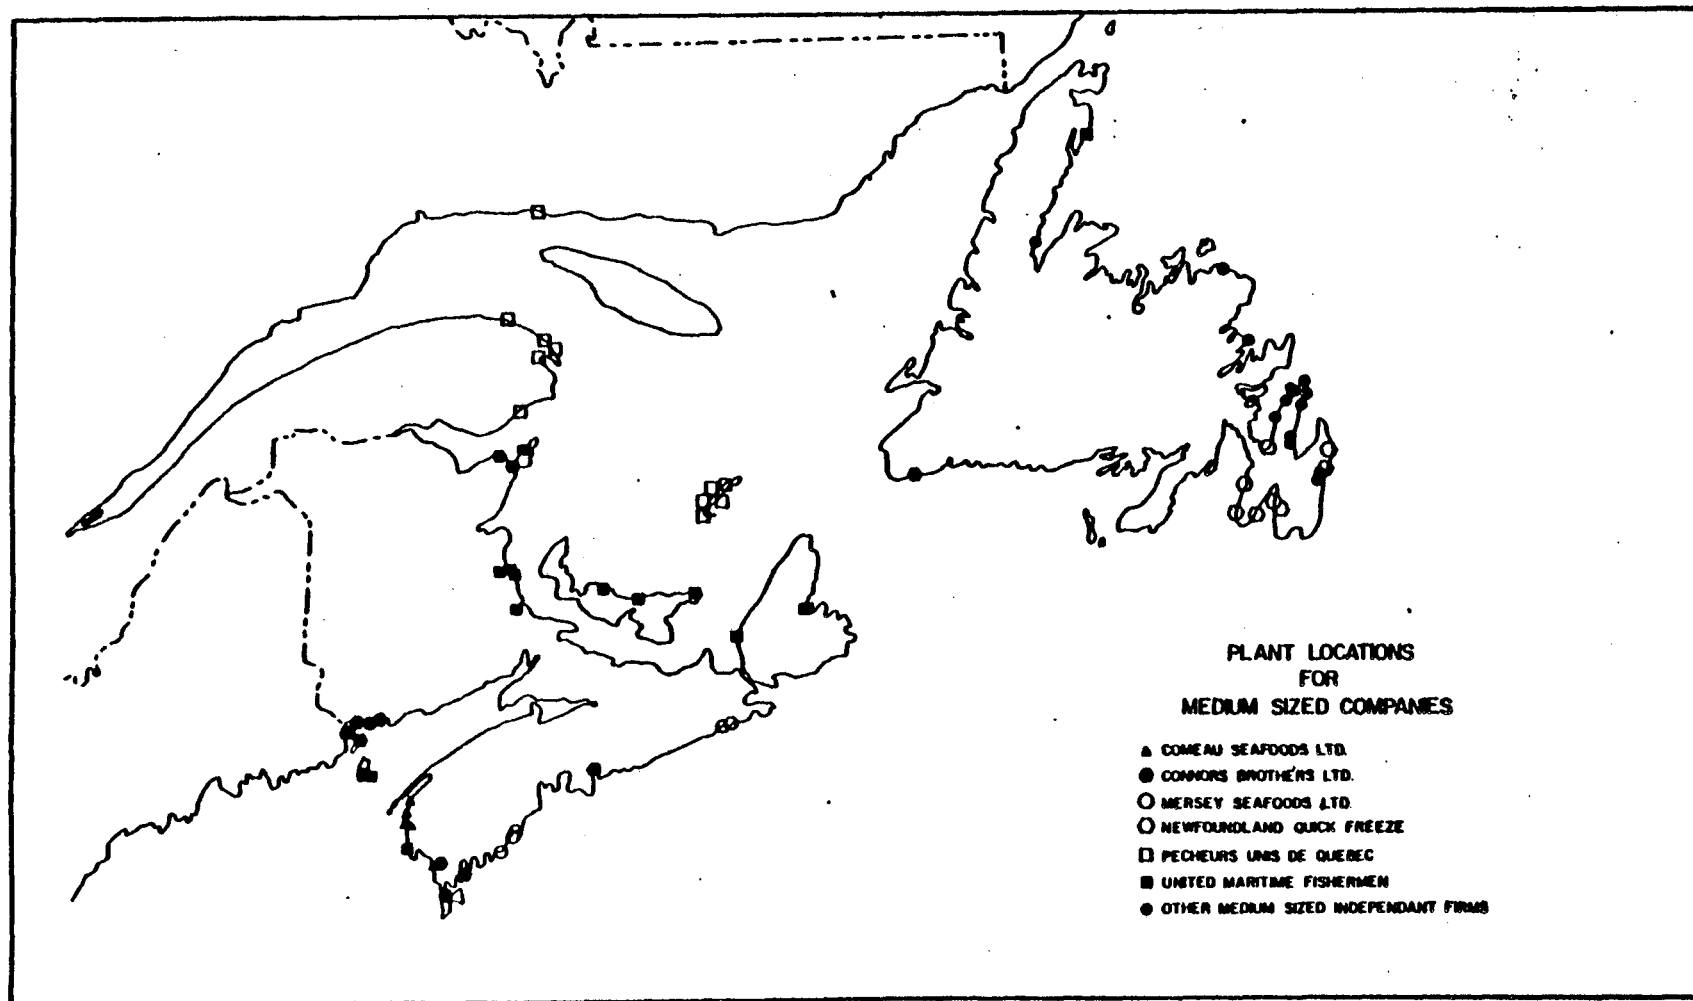 PLANT LOCATIONS
FOR
MEDIUM SIZED COMPANIES
COMEAU SEAFOODS LTD.
CONNORS BROTHERS LTD.
MERSEY SEAFOODS LTD.
NEWFOUNDLAND QUICK FREEZE
PECHEURS UNIS DE QUEBEC
UNITED MARITIME FISHERMEN
OTHER MEDIUM SIZED INDEPENDANT FIRMS